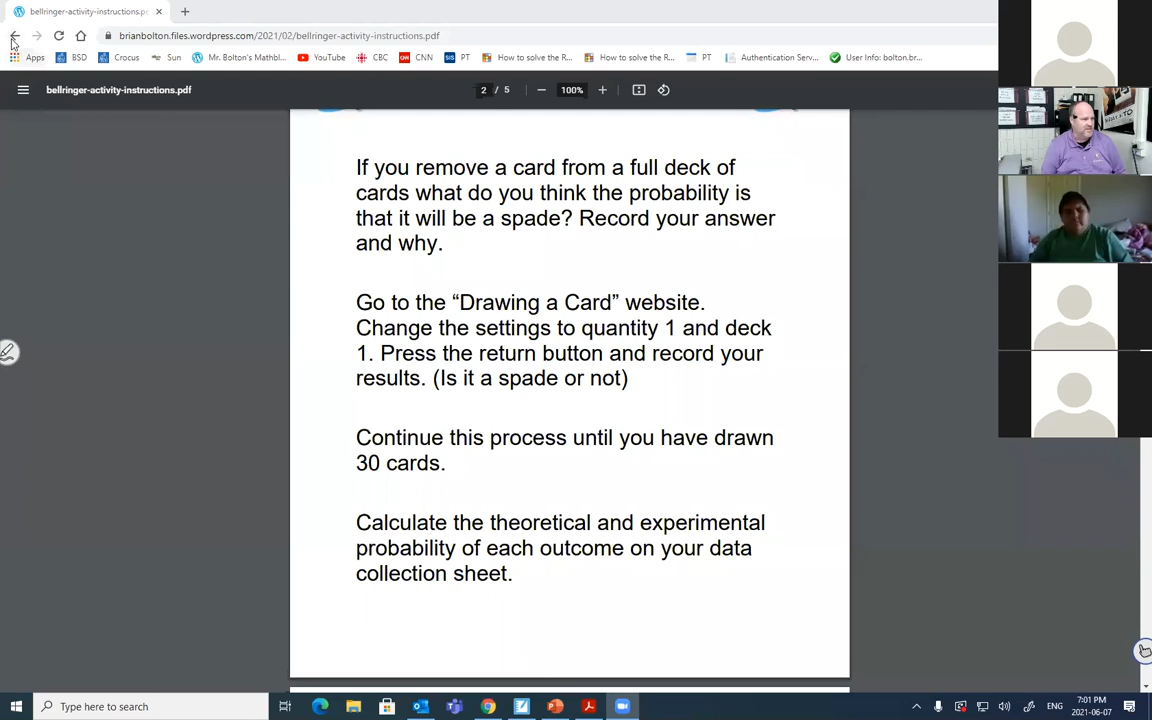 bellringer-activity-instructions.p
brianbolton.files.wordpress.com/2021/02/bellringer-activity-instructions.pdf
Apps BSD Crocus Sun Mr. Bolton's Mathbl... YouTube CBC CNN PT How to solve the R... How to solve the R... PT Authentication Serv... User Info: bolton.br...
bellringer-activity-instructions.pdf 2 / 5 100%
If you remove a card from a full deck of
cards what do you think the probability is
that it will be a spade? Record your answer
and why.
Go to the “Drawing a Card” website.
Change the settings to quantity 1 and deck
1. Press the return button and record your
results. (Is it a spade or not)
Continue this process until you have drawn
30 cards.
Calculate the theoretical and experimental
probability of each outcome on your data
collection sheet.
Type here to search
ENG
7:01 PM
2021-06-07